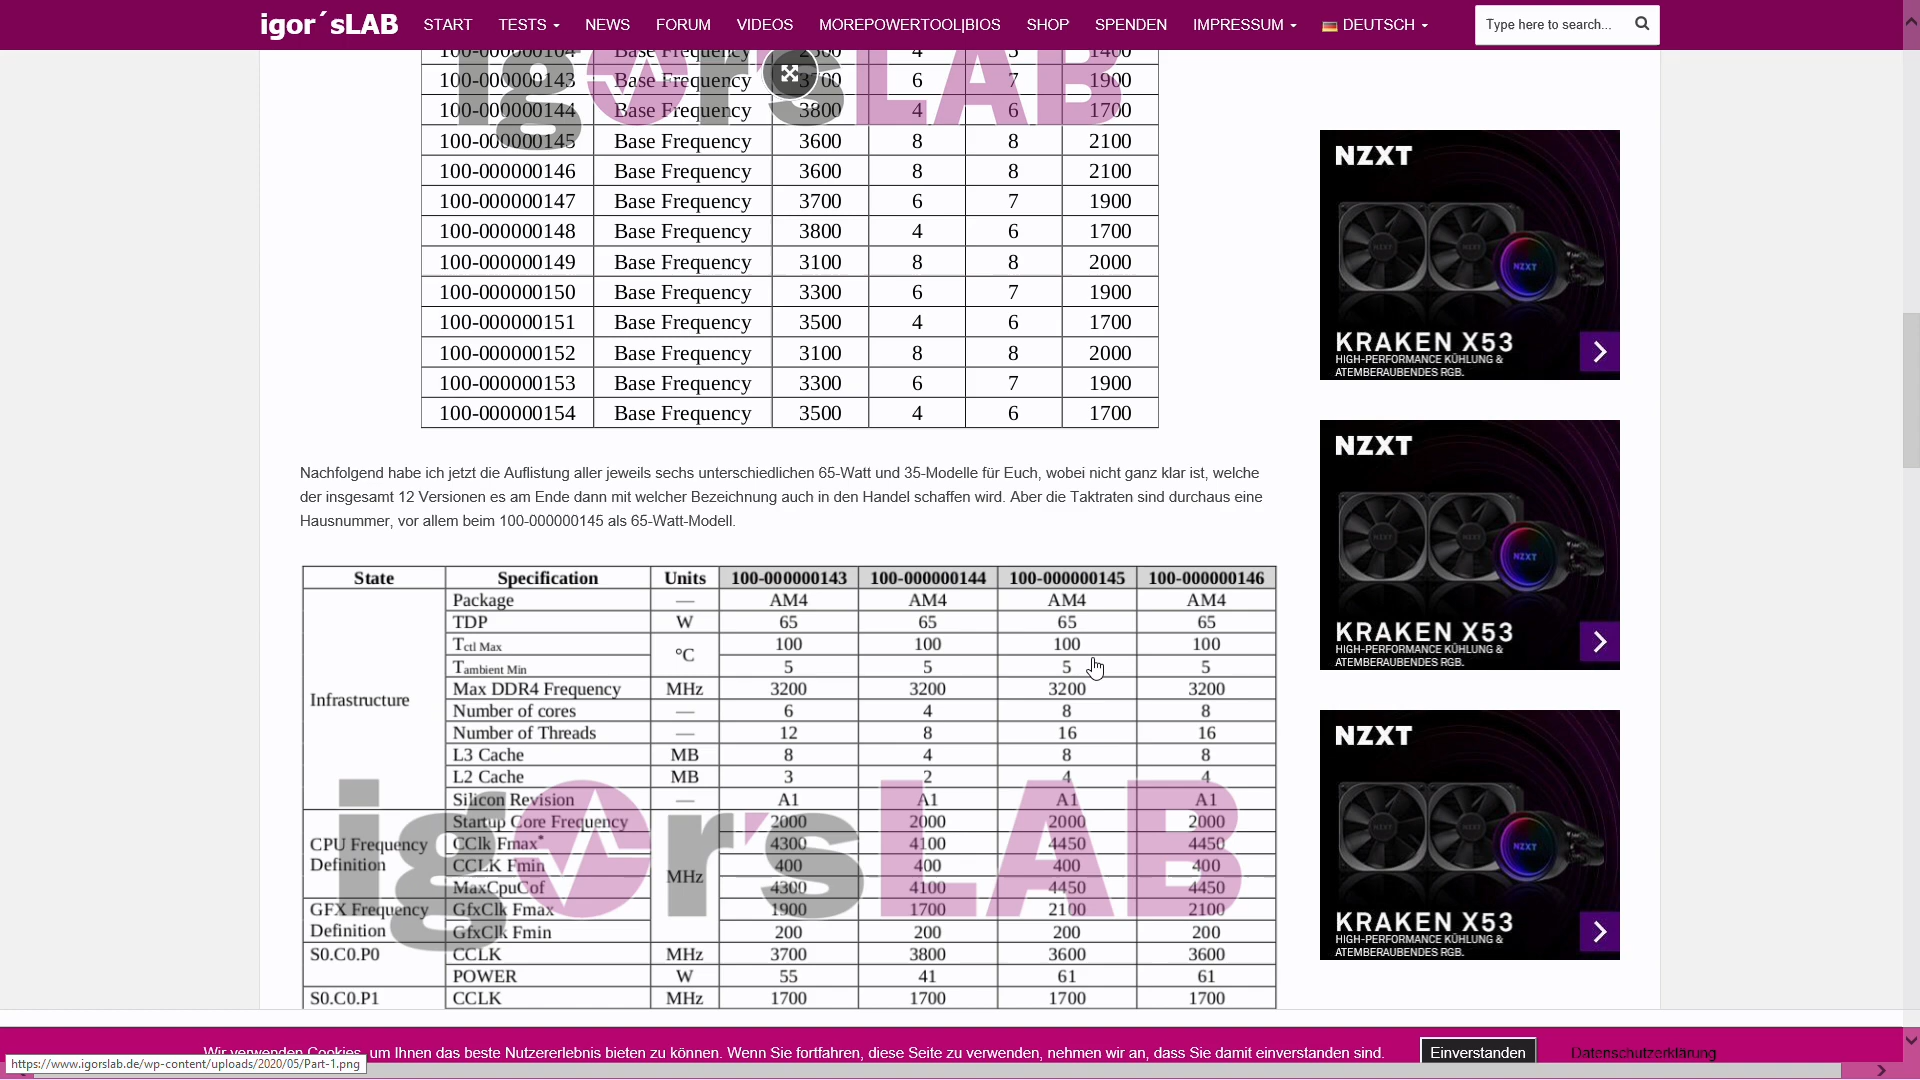 igor´sLAB START TESTS NEWS FORUM VIDEOS MOREPOWERTOOL|BIOS SHOP SPENDEN IMPRESSUM DEUTSCH Type here to search...
100-000000143 Base Frequency 3700 6 7 1900
100-000000144 Base Frequency 3800 4 6 1700
100-000000145 Base Frequency 3600 8 8 2100
100-000000146 Base Frequency 3600 8 8 2100
100-000000147 Base Frequency 3700 6 7 1900
100-000000148 Base Frequency 3800 4 6 1700
100-000000149 Base Frequency 3100 8 8 2000
100-000000150 Base Frequency 3300 6 7 1900
100-000000151 Base Frequency 3500 4 6 1700
100-000000152 Base Frequency 3100 8 8 2000
100-000000153 Base Frequency 3300 6 7 1900
100-000000154 Base Frequency 3500 4 6 1700
igor'sLAB
Nachfolgend habe ich jetzt die Auflistung aller jeweils sechs unterschiedlichen 65-Watt und 35-Modelle für Euch, wobei nicht ganz klar ist, welche
der insgesamt 12 Versionen es am Ende dann mit welcher Bezeichnung auch in den Handel schaffen wird. Aber die Taktraten sind durchaus eine
Hausnummer, vor allem beim 100-000000145 als 65-Watt-Modell.
State Specification Units 100-000000143 100-000000144 100-000000145 100-000000146
Package — AM4 AM4 AM4 AM4
TDP W 65 65 65 65
Tctl Max °C 100 100 100 100
Tambient Min 5 5 5 5
Infrastructure Max DDR4 Frequency MHz 3200 3200 3200 3200
Number of cores — 6 4 8 8
Number of Threads — 12 8 16 16
L3 Cache MB 8 4 8 8
L2 Cache MB 3 2 4 4
Silicon Revision — A1 A1 A1 A1
Startup Core Frequency 2000 2000 2000 2000
CPU Frequency CClk Fmax* 4300 4100 4450 4450
Definition CCLK Fmin MHz 400 400 400 400
MaxCpuCof 4300 4100 4450 4450
GFX Frequency GfxClk Fmax 1900 1700 2100 2100
Definition GfxClk Fmin 200 200 200 200
S0.C0.P0 CCLK MHz 3700 3800 3600 3600
POWER W 55 41 61 61
S0.C0.P1 CCLK MHz 1700 1700 1700 1700
igor'sLAB
NZXT
NZXT
KRAKEN X53
HIGH-PERFORMANCE KÜHLUNG &
ATEMBERAUBENDES RGB.
NZXT
NZXT
KRAKEN X53
HIGH-PERFORMANCE KÜHLUNG &
ATEMBERAUBENDES RGB.
NZXT
NZXT
KRAKEN X53
HIGH-PERFORMANCE KÜHLUNG &
ATEMBERAUBENDES RGB.
Wir verwenden Cookies, um Ihnen das beste Nutzererlebnis bieten zu können. Wenn Sie fortfahren, diese Seite zu verwenden, nehmen wir an, dass Sie damit einverstanden sind. Einverstanden Datenschutzerklärung
https://www.igorslab.de/wp-content/uploads/2020/05/Part-1.png